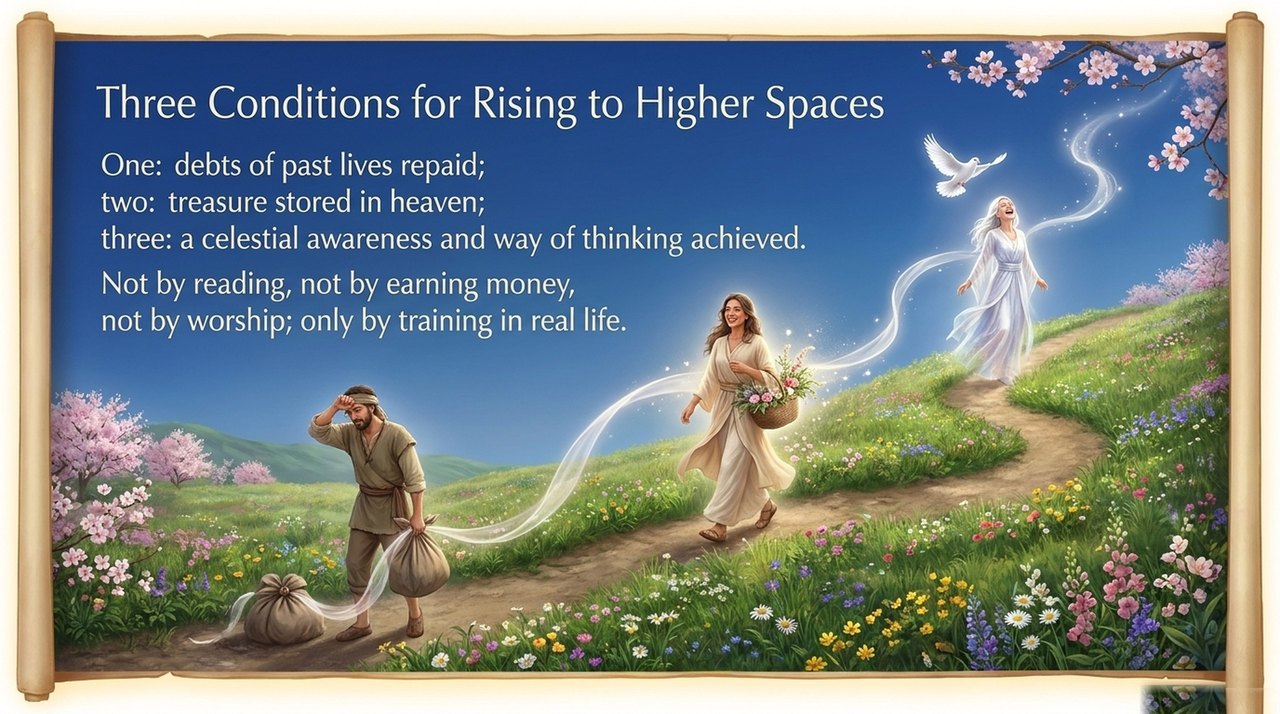 Three Conditions for Rising to Higher Spaces
One: debts of past lives repaid;
two: treasure stored in heaven;
three: a celestial awareness and way of thinking achieved.
Not by reading, not by earning money,
not by worship; only by training in real life.